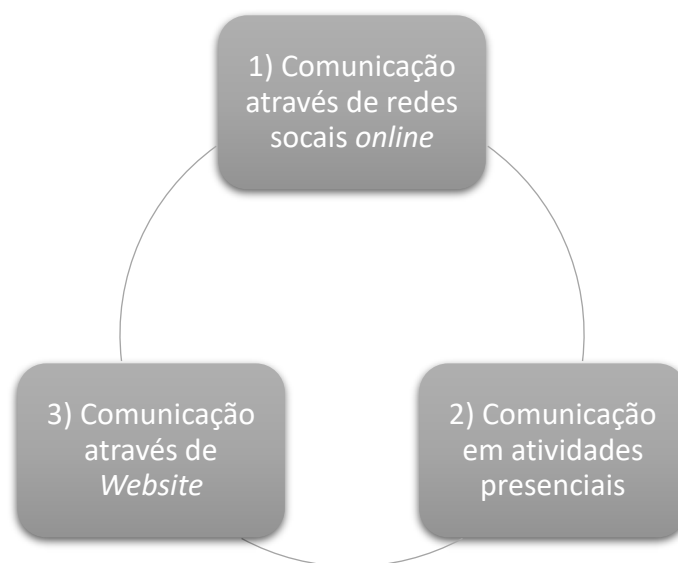 1) Comunicação
através de redes
socais online
3) Comunicação
através de
Website
2) Comunicação
em atividades
presenciais